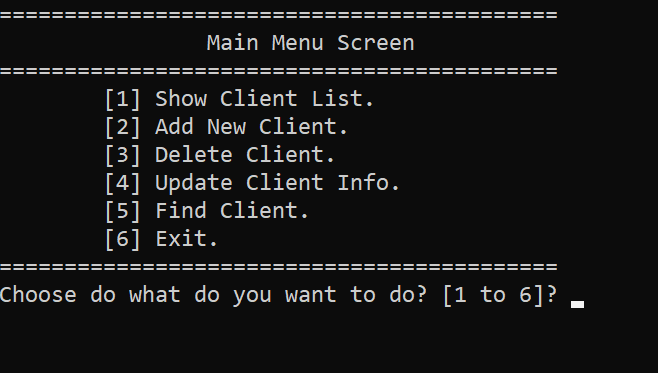 ===========================================
Main Menu Screen
===========================================
[1] Show Client List.
[2] Add New Client.
[3] Delete Client.
[4] Update Client Info.
[5] Find Client.
[6] Exit.
===========================================
Choose do what do you want to do? [1 to 6]?